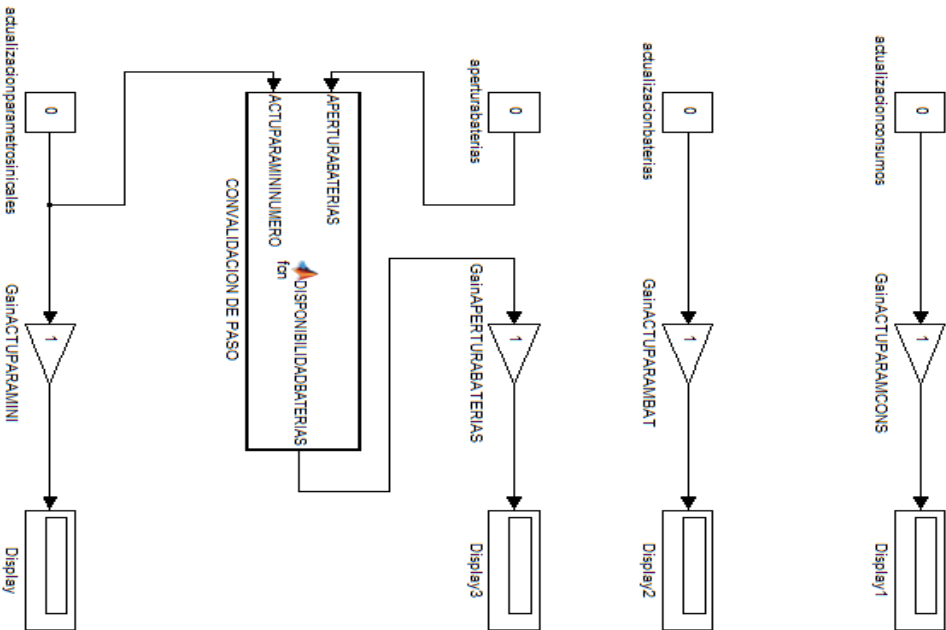 actualizacionconsumos
0
1
GainACTUPARAMCONS
Display1
actualizacionbaterias
0
1
GainACTUPARAMBAT
Display2
aperturabaterias
0
1
GainAPERTURABATERIAS
Display3
APERTURABATERIAS
ACTUPARAMININUMERO
fcn
DISPONIBILIDADBATERIAS
CONVALIDACION DE PASO
actualizacionparametrosinicales
0
1
GainACTUPARAMINI
Display